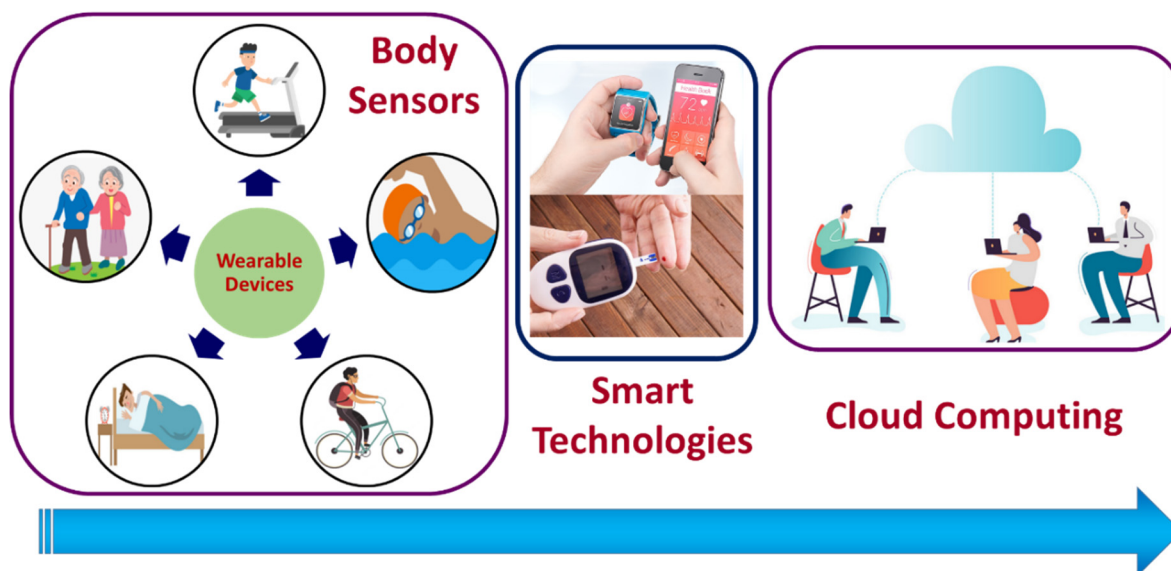 Body
Sensors
Wearable
Devices
72
Smart
Technologies
Cloud Computing